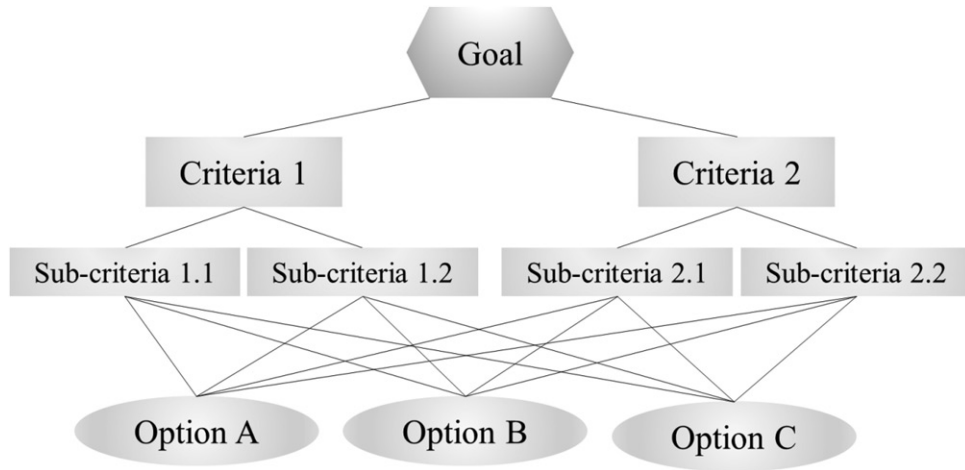 Goal
Criteria 1
Criteria 2
Sub-criteria 1.1
Sub-criteria 1.2
Sub-criteria 2.1
Sub-criteria 2.2
Option A
Option B
Option C